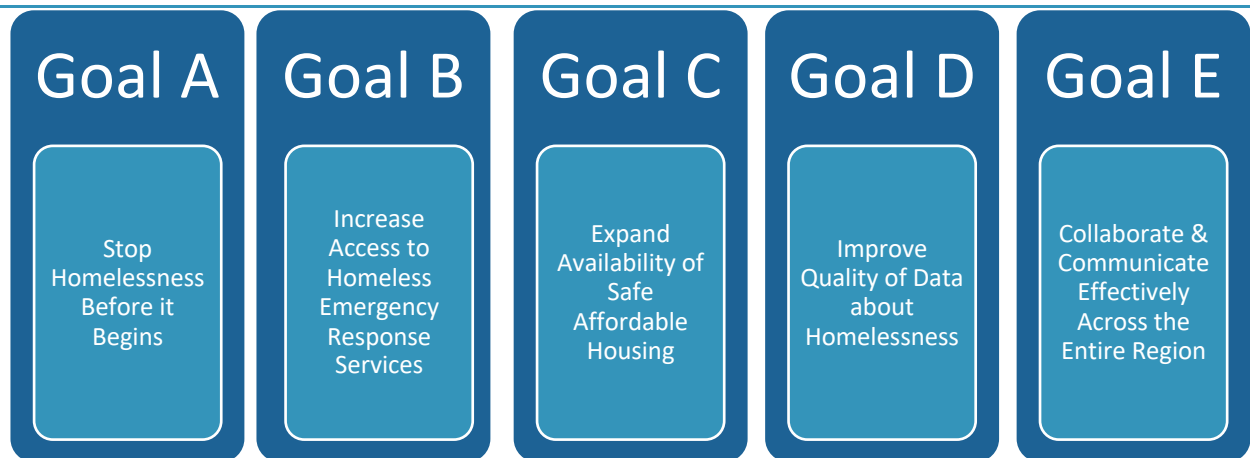 Goal A
Stop
Homelessness
Before it
Begins
Goal B
Increase
Access to
Homeless
Emergency
Response
Services
Goal C
Expand
Availability of
Safe
Affordable
Housing
Goal D
Improve
Quality of Data
about
Homelessness
Goal E
Collaborate &
Communicate
Effectively
Across the
Entire Region